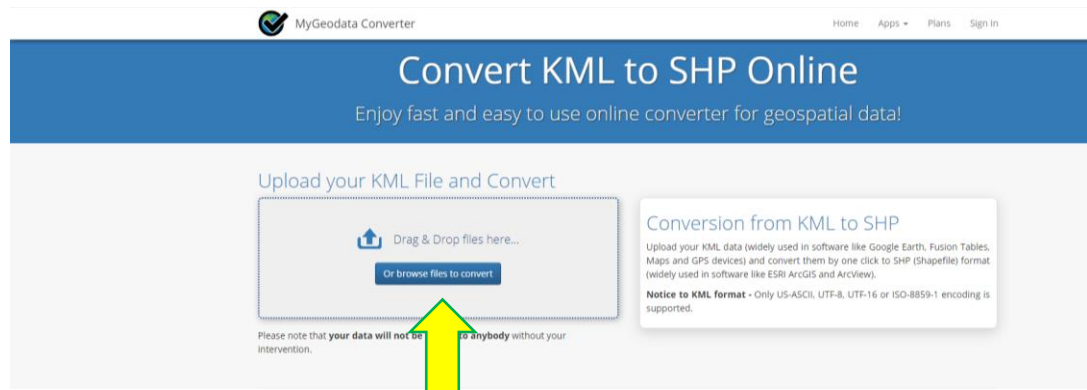 MyGeodata Converter
Home Apps Plans Sign In
Convert KML to SHP Online
Enjoy fast and easy to use online converter for geospatial data!
Upload your KML File and Convert
Drag & Drop files here...
Or browse files to convert
Please note that your data will not be to anybody without your
intervention.
Conversion from KML to SHP
Upload your KML data (widely used in software like Google Earth, Fusion Tables,
Maps and GPS devices) and convert them by one click to SHP (Shapefile) format
(widely used in software like ESRI ArcGIS and ArcView).
Notice to KML format - Only US-ASCII, UTF-8, UTF-16 or ISO-8859-1 encoding is
supported.